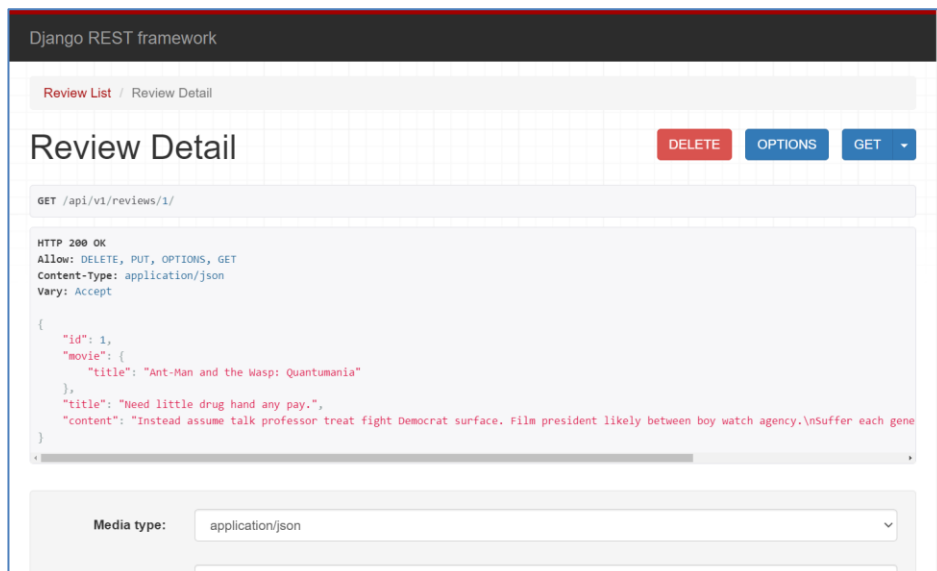 Django REST framework
Review List / Review Detail
Review Detail
DELETE
OPTIONS
GET
GET /api/v1/reviews/1/
HTTP 200 OK
Allow: DELETE, PUT, OPTIONS, GET
Content-Type: application/json
Vary: Accept
{
    "id": 1,
    "movie": {
        "title": "Ant-Man and the Wasp: Quantumania"
    },
    "title": "Need little drug hand any pay.",
    "content": "Instead assume talk professor treat fight Democrat surface. Film president likely between boy watch agency.\nSuffer each gene
}
Media type:
application/json